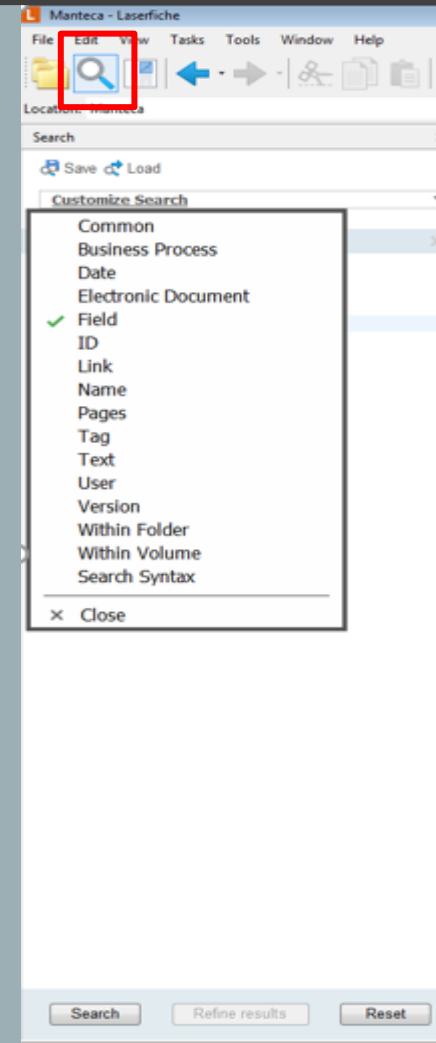 L Manteca - Laserfiche
File Edit View Tasks Tools Window Help
Location: Manteca
Search
Save Load
Customize Search
Common
Business Process
Date
Electronic Document
Field
ID
Link
Name
Pages
Tag
Text
User
Version
Within Folder
Within Volume
Search Syntax
× Close
Search Refine results Reset